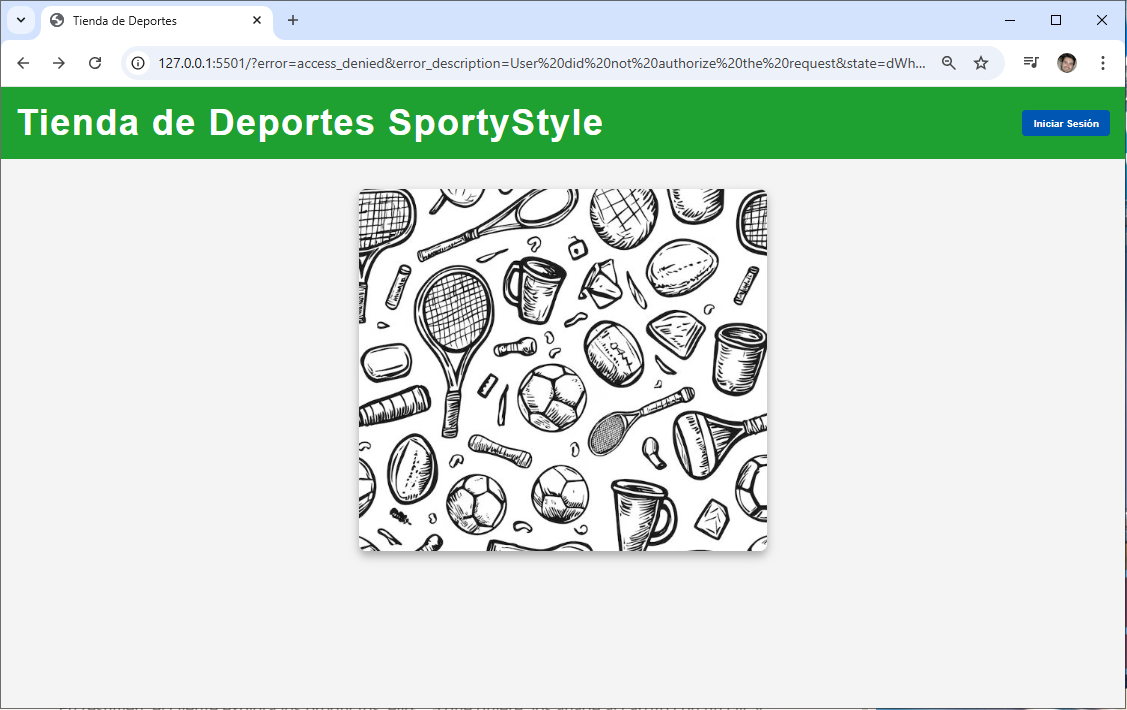 Tienda de Deportes
127.0.0.1:5501/?error=access_denied&error_description=User%20did%20not%20authorize%20the%20request&state=dWh...
Tienda de Deportes SportyStyle
Iniciar Sesión